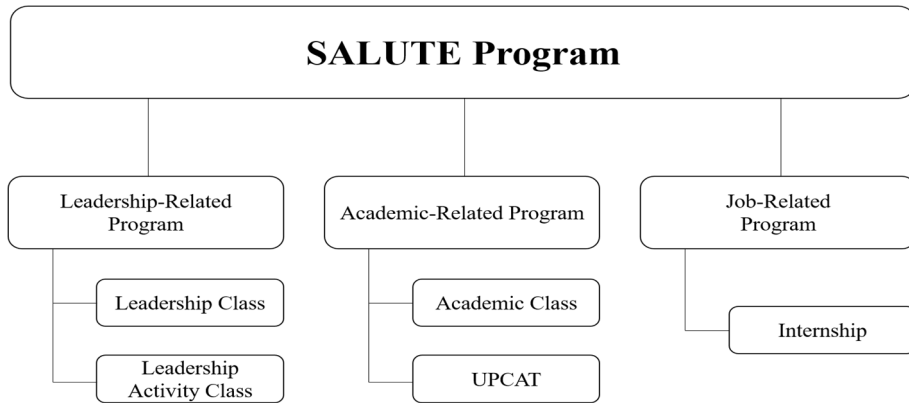 SALUTE Program
Leadership-Related
Program
Academic-Related Program
Job-Related
Program
Leadership Class
Academic Class
Internship
Leadership
Activity Class
UPCAT